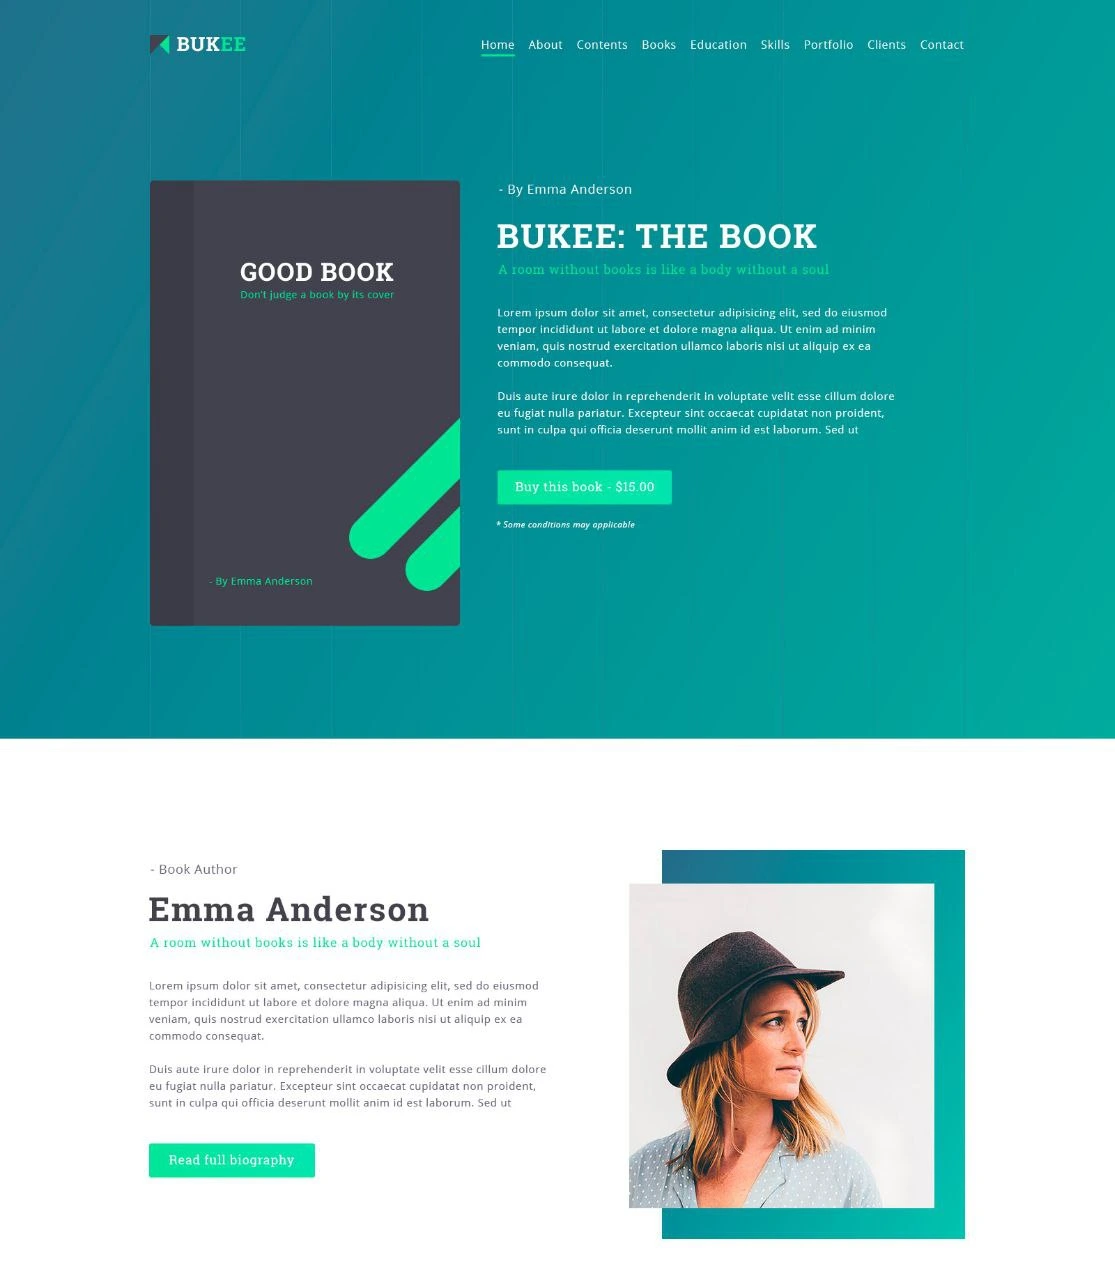 BUKEE
Home About Contents Books Education Skills Portfolio Clients Contact
GOOD BOOK
Don't judge a book by its cover
- By Emma Anderson
- By Emma Anderson
BUKEE: THE BOOK
A room without books is like a body without a soul
Lorem ipsum dolor sit amet, consectetur adipisicing elit, sed do eiusmod
tempor incididunt ut labore et dolore magna aliqua. Ut enim ad minim
veniam, quis nostrud exercitation ullamco laboris nisi ut aliquip ex ea
commodo consequat.
Duis aute irure dolor in reprehenderit in voluptate velit esse cillum dolore
eu fugiat nulla pariatur. Excepteur sint occaecat cupidatat non proident,
sunt in culpa qui officia deserunt mollit anim id est laborum. Sed ut
Buy this book - $15.00
* Some conditions may applicable
- Book Author
Emma Anderson
A room without books is like a body without a soul
Lorem ipsum dolor sit amet, consectetur adipisicing elit, sed do eiusmod
tempor incididunt ut labore et dolore magna aliqua. Ut enim ad minim
veniam, quis nostrud exercitation ullamco laboris nisi ut aliquip ex ea
commodo consequat.
Duis aute irure dolor in reprehenderit in voluptate velit esse cillum dolore
eu fugiat nulla pariatur. Excepteur sint occaecat cupidatat non proident,
sunt in culpa qui officia deserunt mollit anim id est laborum. Sed ut
Read full biography